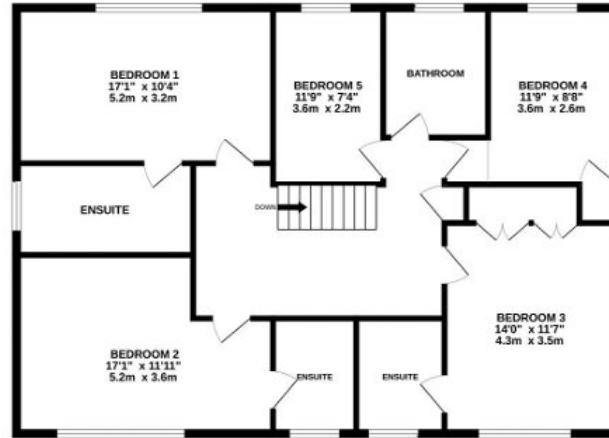 BEDROOM 1
17'1" x 10'4"
5.2m x 3.2m
BEDROOM 5
11'9" x 7'4"
3.6m x 2.2m
BATHROOM
BEDROOM 4
11'9" x 8'8"
3.6m x 2.6m
ENSUITE
DOWN
BEDROOM 2
17'1" x 11'11"
5.2m x 3.6m
ENSUITE
ENSUITE
BEDROOM 3
14'0" x 11'7"
4.3m x 3.5m